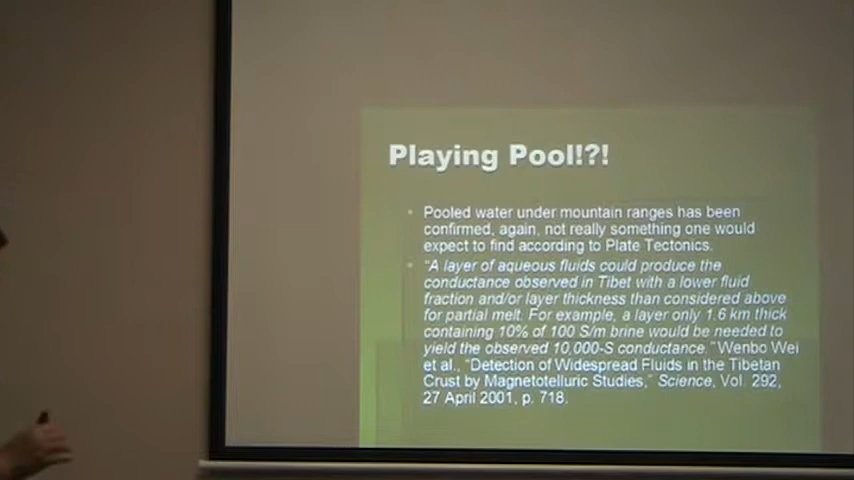 Playing Pool!?!
Pooled water under mountain ranges has been
confirmed, again, not really something one would
expect to find according to Plate Tectonics.
“A layer of aqueous fluids could produce the
conductance observed in Tibet with a lower fluid
fraction and/or layer thickness than considered above
for partial melt. For example, a layer only 1.6 km thick
containing 10% of 100 S/m brine would be needed to
yield the observed 10,000-S conductance.” Wenbo Wei
et al., “Detection of Widespread Fluids in the Tibetan
Crust by Magnetotelluric Studies,” Science, Vol. 292,
27 April 2001, p. 718.